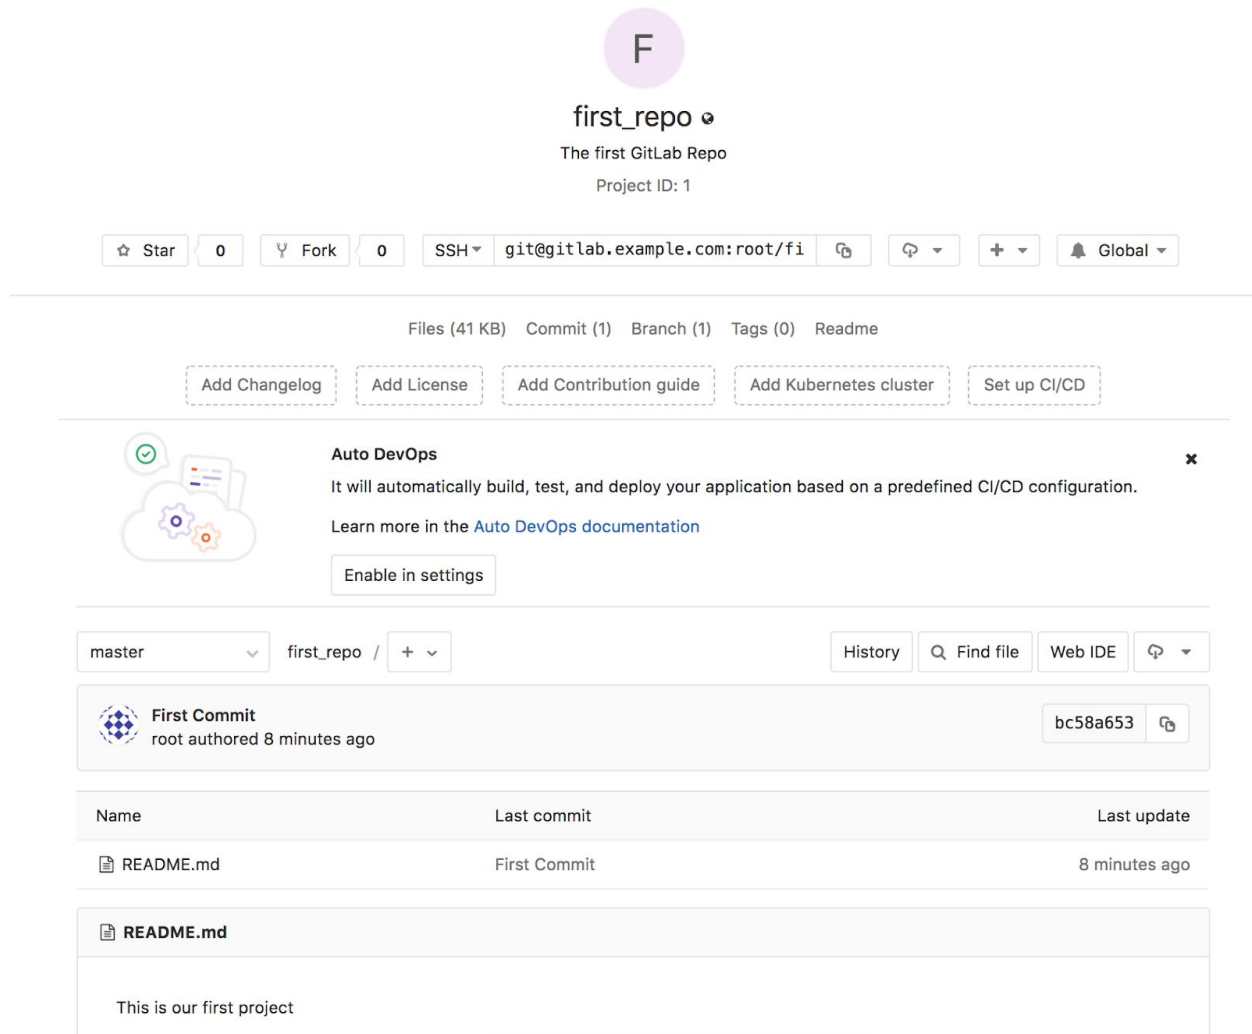 F
first_repo
The first GitLab Repo
Project ID: 1
Star 0 Fork 0 SSH git@gitlab.example.com:root/fi Global
Files (41 KB) Commit (1) Branch (1) Tags (0) Readme
Add Changelog Add License Add Contribution guide Add Kubernetes cluster Set up CI/CD
Auto DevOps
It will automatically build, test, and deploy your application based on a predefined CI/CD configuration.
Learn more in the Auto DevOps documentation
Enable in settings
master first_repo / + History Find file Web IDE
First Commit
root authored 8 minutes ago
bc58a653
Name Last commit Last update
README.md First Commit 8 minutes ago
README.md
This is our first project